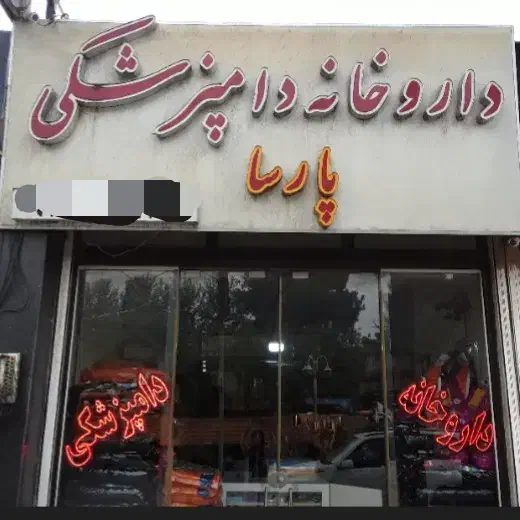 داروخانه دامپزشکی
پارسا
داروخانه
دامپزشکی